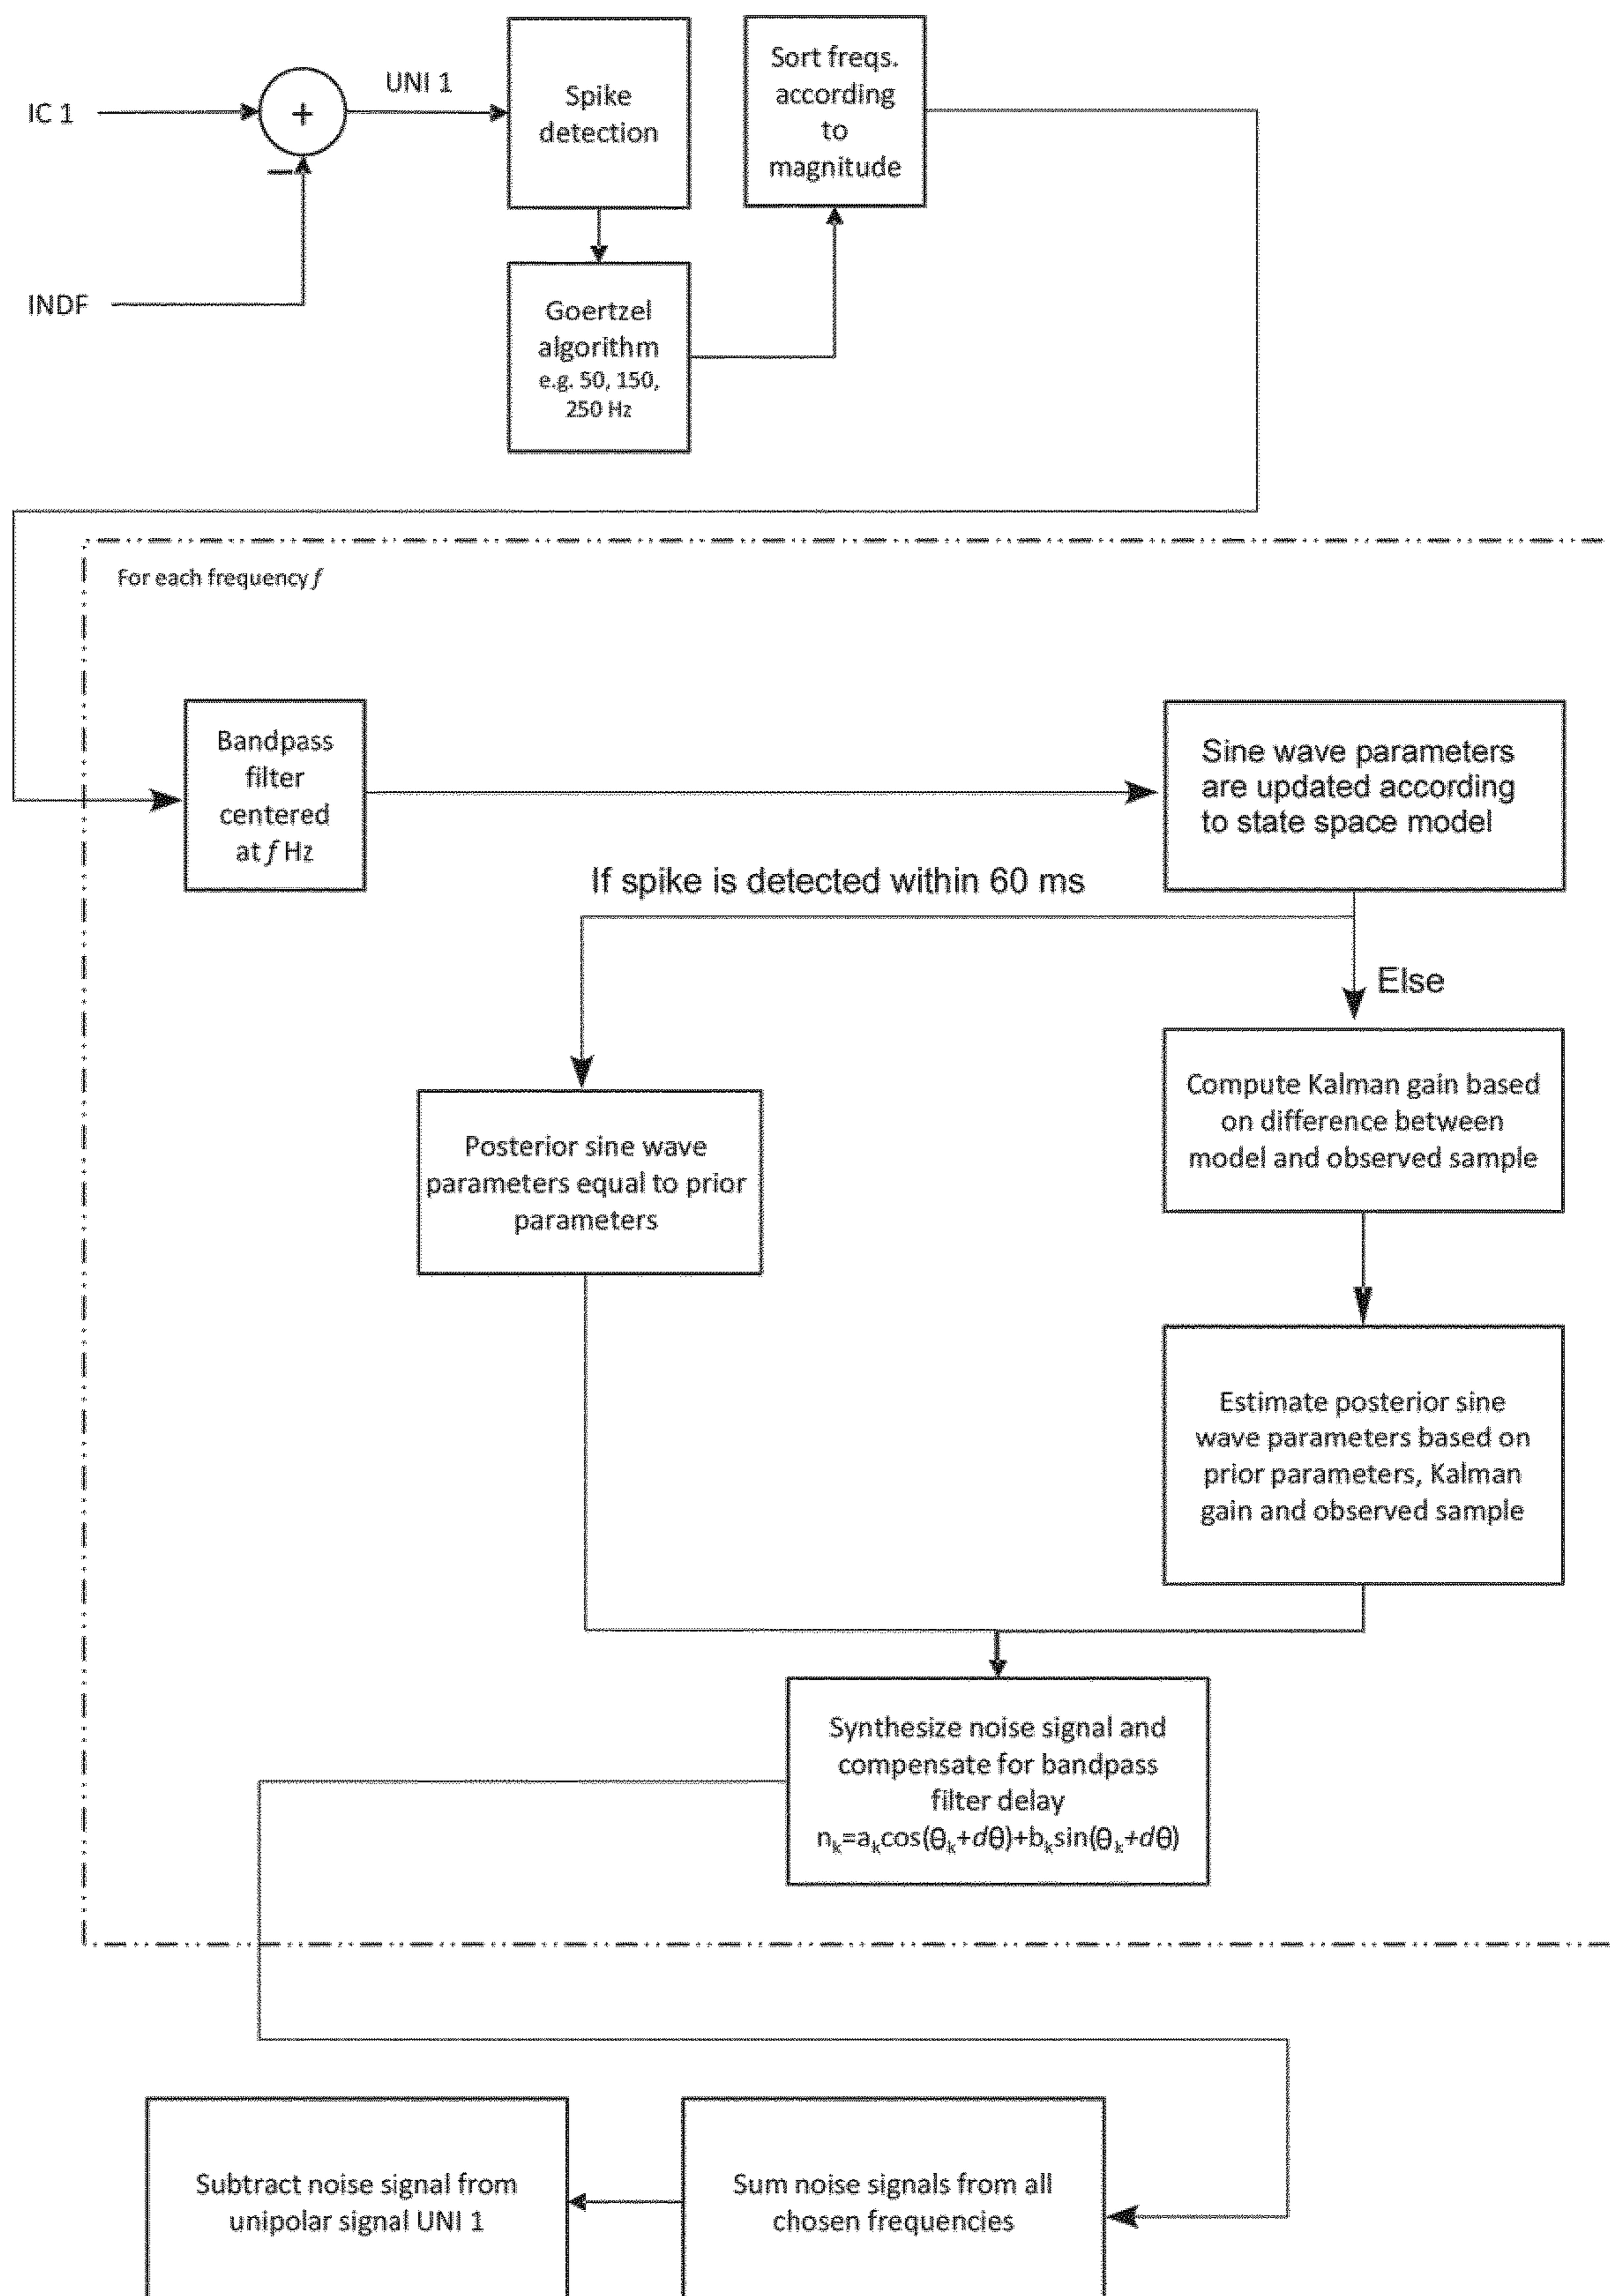 IC 1
+
UNI 1
–
INDF
Spike
detection
Goertzel
algorithm
e.g. 50, 150,
250 Hz
Sort freqs.
according
to
magnitude
For each frequency f
Bandpass
filter
centered
at f Hz
Sine wave parameters
are updated according
to state space model
If spike is detected within 60 ms
Else
Posterior sine wave
parameters equal to prior
parameters
Compute Kalman gain based
on difference between
model and observed sample
Estimate posterior sine
wave parameters based on
prior parameters, Kalman
gain and observed sample
Synthesize noise signal and
compensate for bandpass
filter delay
nₖ=aₖcos(θₖ+dθ)+bₖsin(θₖ+dθ)
Subtract noise signal from
unipolar signal UNI 1
Sum noise signals from all
chosen frequencies